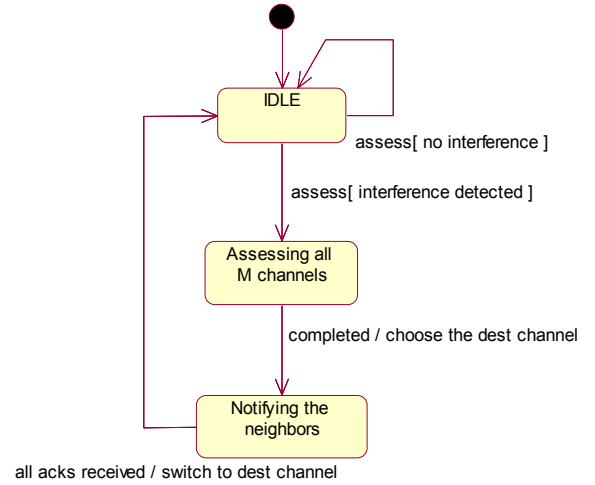 IDLE
assess[ no interference ]
assess[ interference detected ]
Assessing all
M channels
completed / choose the dest channel
Notifying the
neighbors
all acks received / switch to dest channel